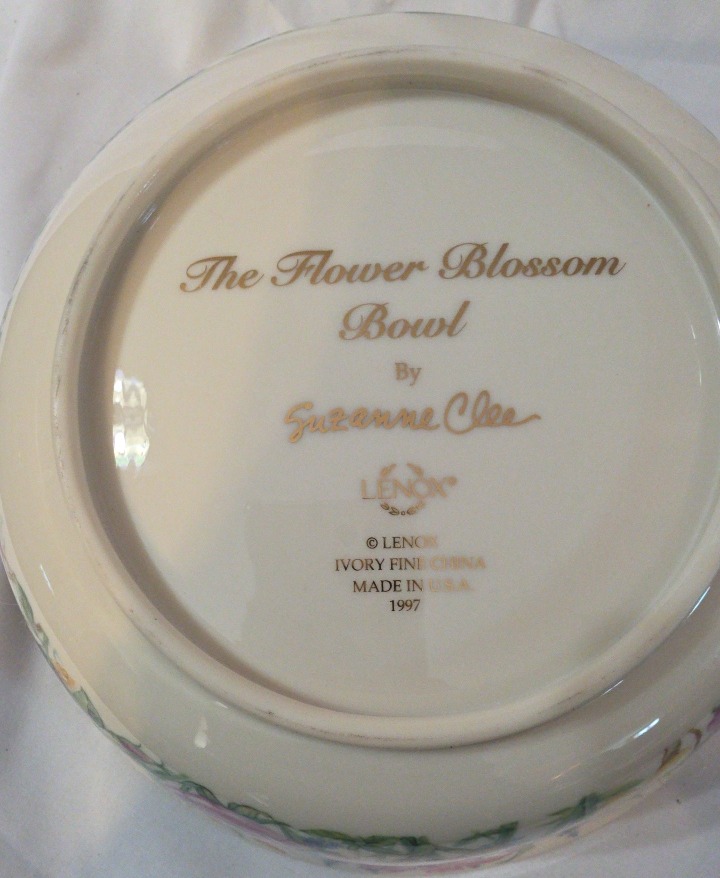 The Flower Blossom
Bowl
By
Suzanne Clee
LENOX®
© LENOX
IVORY FINE CHINA
MADE IN U.S.A.
1997